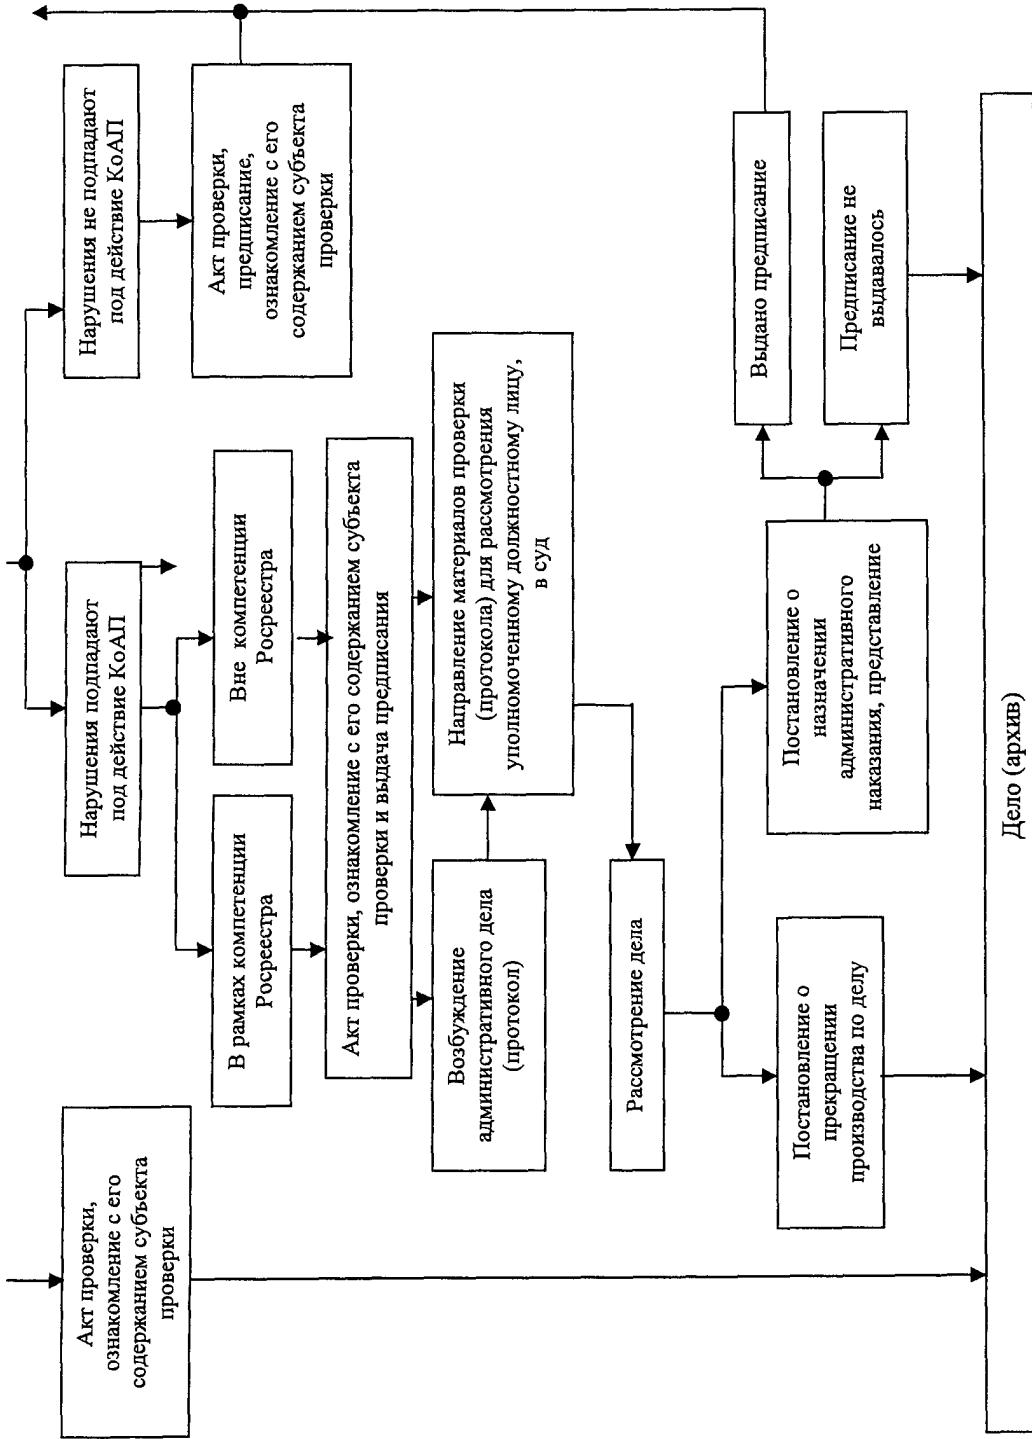 Акт проверки,
ознакомление с его
содержанием субъекта
проверки
Нарушения подпадают
под действие КоАП
Нарушения не подпадают
под действие КоАП
В рамках компетенции
Росреестра
Вне компетенции
Росреестра
Акт проверки,
предписание,
ознакомление с его
содержанием субъекта
проверки
Акт проверки, ознакомление с его содержанием субъекта
проверки и выдача предписания
Возбуждение
административного дела
(протокол)
Направление материалов проверки
(протокола) для рассмотрения
уполномоченному должностному лицу,
в суд
Рассмотрение дела
Постановление о
прекращении
производства по делу
Постановление о
назначении
административного
наказания, представление
Выдано предписание
Предписание не
выдавалось
Дело (архив)